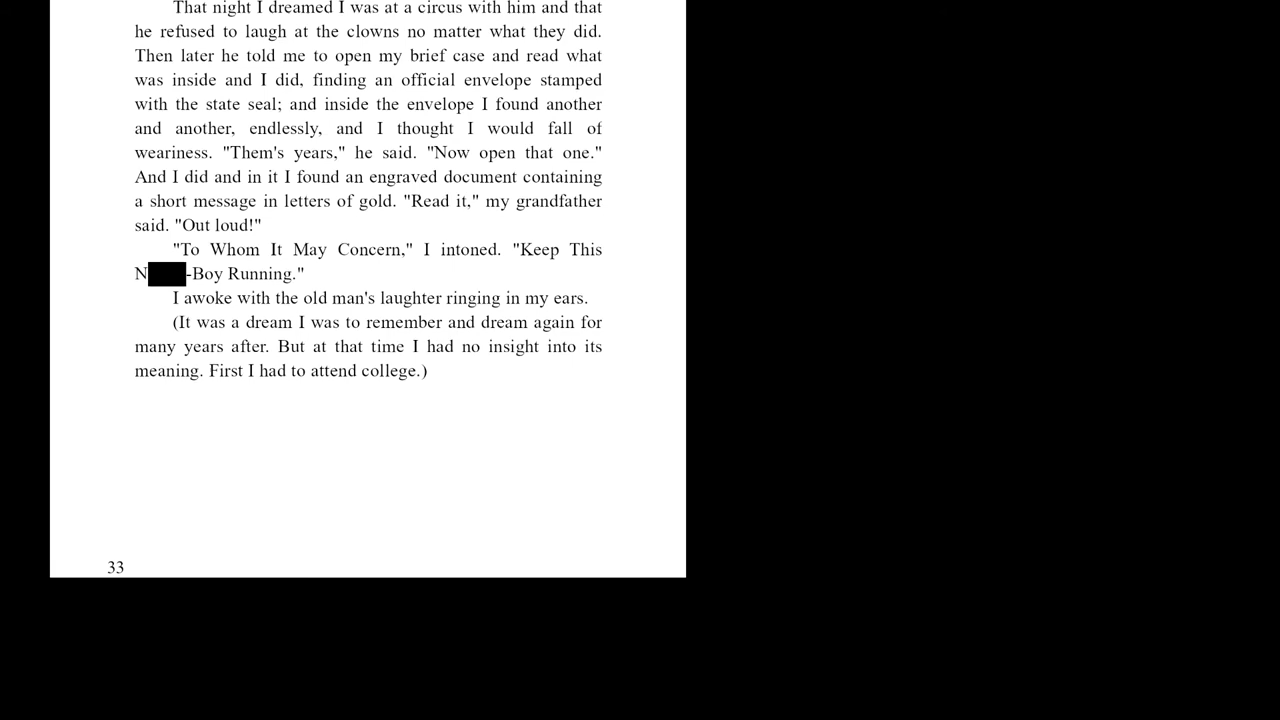 That night I dreamed I was at a circus with him and that
he refused to laugh at the clowns no matter what they did.
Then later he told me to open my brief case and read what
was inside and I did, finding an official envelope stamped
with the state seal; and inside the envelope I found another
and another, endlessly, and I thought I would fall of
weariness. "Them's years," he said. "Now open that one."
And I did and in it I found an engraved document containing
a short message in letters of gold. "Read it," my grandfather
said. "Out loud!"
"To Whom It May Concern," I intoned. "Keep This
N-Boy Running."
I awoke with the old man's laughter ringing in my ears.
(It was a dream I was to remember and dream again for
many years after. But at that time I had no insight into its
meaning. First I had to attend college.)
33